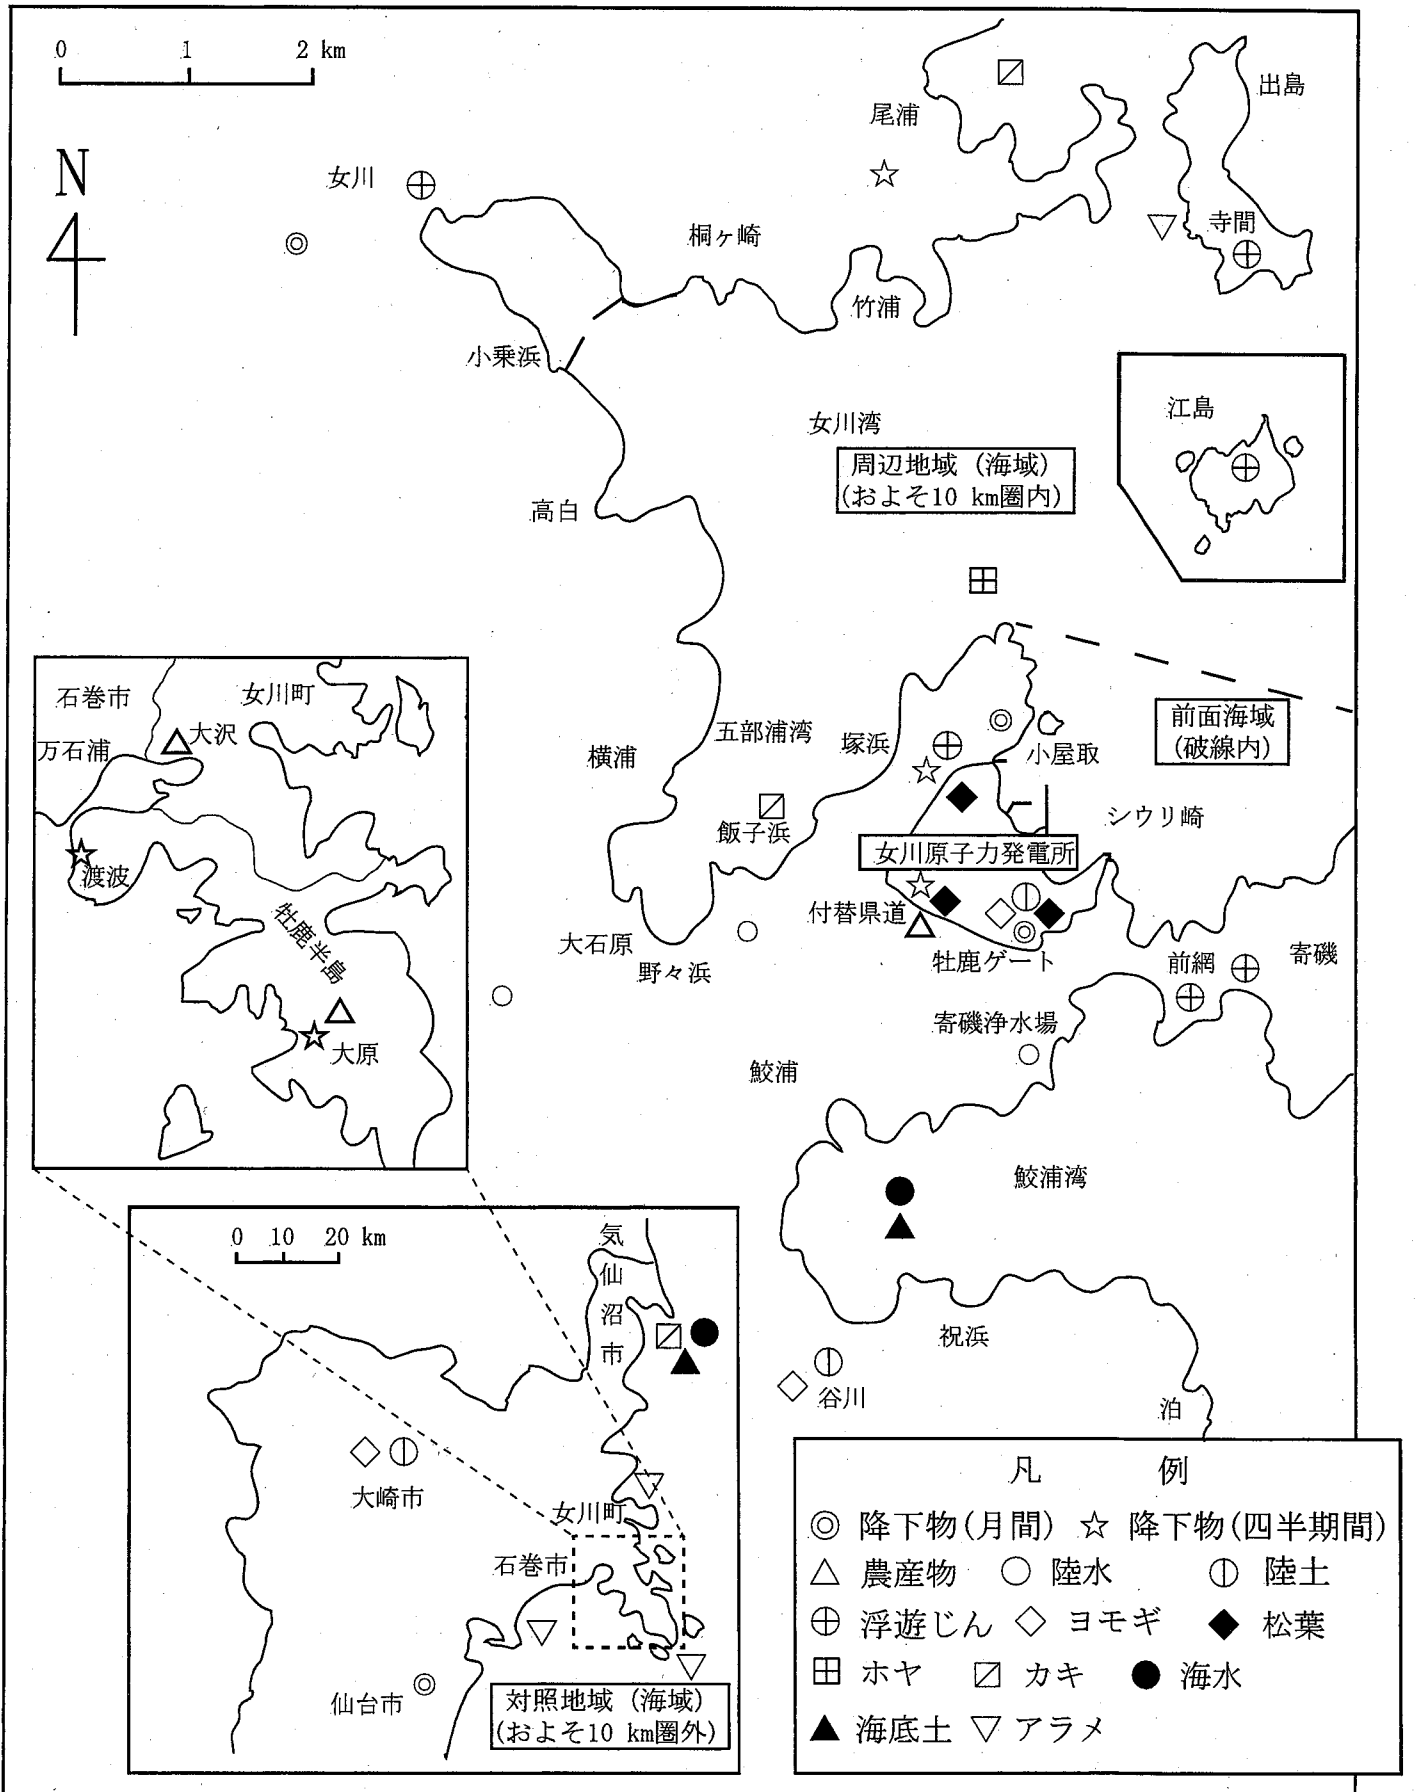 0 1 2 km
N
尾浦
出島
女川
寺間
桐ヶ崎
竹浦
小乗浜
江島
女川湾
周辺地域（海域）
(およそ10 km圏内)
高白
石巻市
女川町
大沢
万石浦
渡波
牡鹿半島
大原
前面海域
(破線内)
五部浦湾
塚浜
小屋取
横浦
飯子浜
シウリ崎
女川原子力発電所
付替県道
大石原
野々浜
牡鹿ゲート
前網
寄磯
寄磯浄水場
鮫浦
鮫浦湾
祝浜
谷川
泊
0 10 20 km
気仙沼市
大崎市
女川町
石巻市
仙台市
対照地域（海域）
(およそ10 km圏外)
凡 例
◎ 降下物(月間) ☆ 降下物(四半期間)
△ 農産物 ○ 陸水 陸土
浮遊じん ◇ ヨモギ ◆ 松葉
ホヤ カキ ● 海水
▲ 海底土 ▽ アラメ